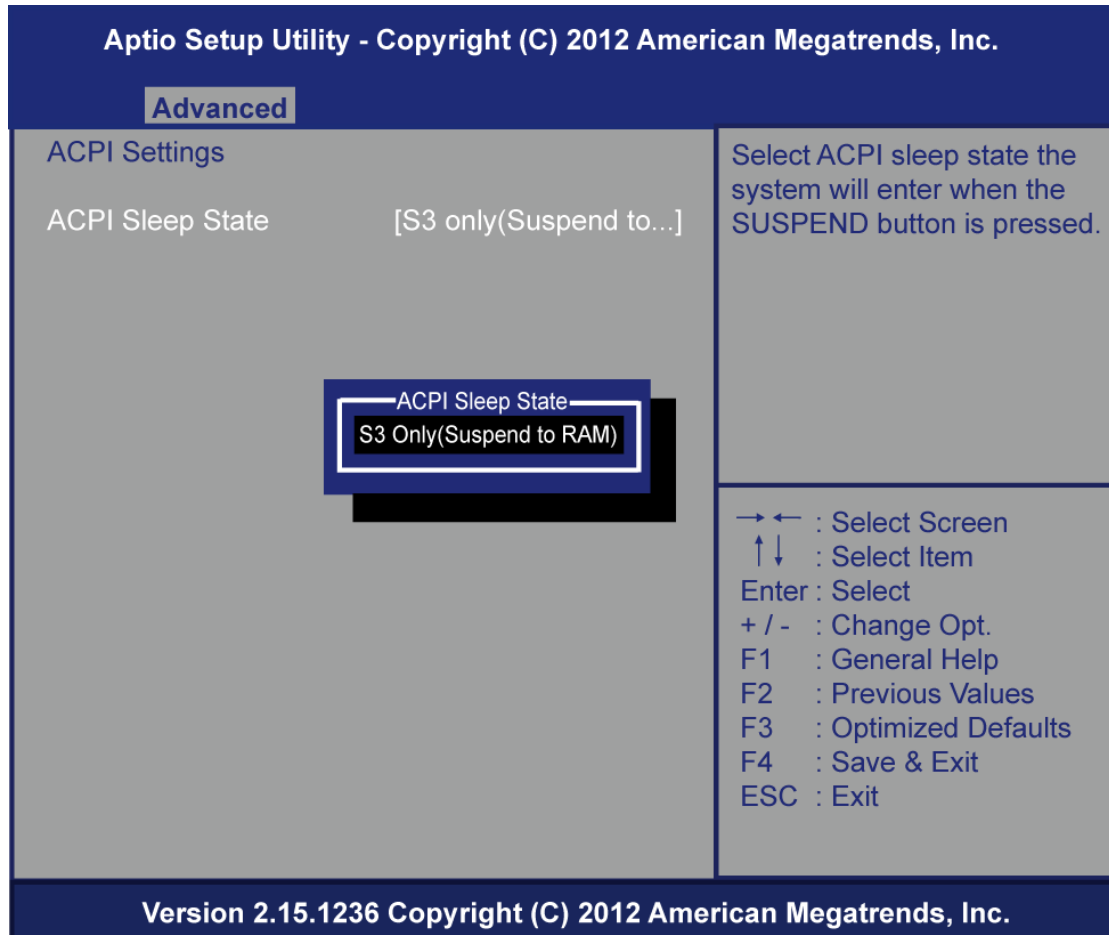 Aptio Setup Utility - Copyright (C) 2012 American Megatrends, Inc.
Advanced
ACPI Settings
ACPI Sleep State [S3 only(Suspend to...]
ACPI Sleep State
S3 Only(Suspend to RAM)
Select ACPI sleep state the
system will enter when the
SUSPEND button is pressed.
→ ← : Select Screen
↑↓ : Select Item
Enter : Select
+ / - : Change Opt.
F1 : General Help
F2 : Previous Values
F3 : Optimized Defaults
F4 : Save & Exit
ESC : Exit
Version 2.15.1236 Copyright (C) 2012 American Megatrends, Inc.